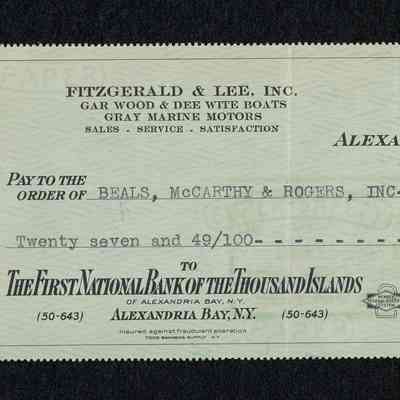 FITZGERALD & LEE, INC.
GAR WOOD & DEE WITE BOATS
GRAY MARINE MOTORS
SALES - SERVICE - SATISFACTION
ALEXA
PAY TO THE
ORDER OF BEALS, McCARTHY & ROGERS, INC
Twenty seven and 49/100- - - - - - - - - - -
TO
THE FIRST NATIONAL BANK OF THE THOUSAND ISLANDS
OF ALEXANDRIA BAY, N.Y.
(50-643) ALEXANDRIA BAY, N.Y. (50-643)
Insured against fraudulent alteration